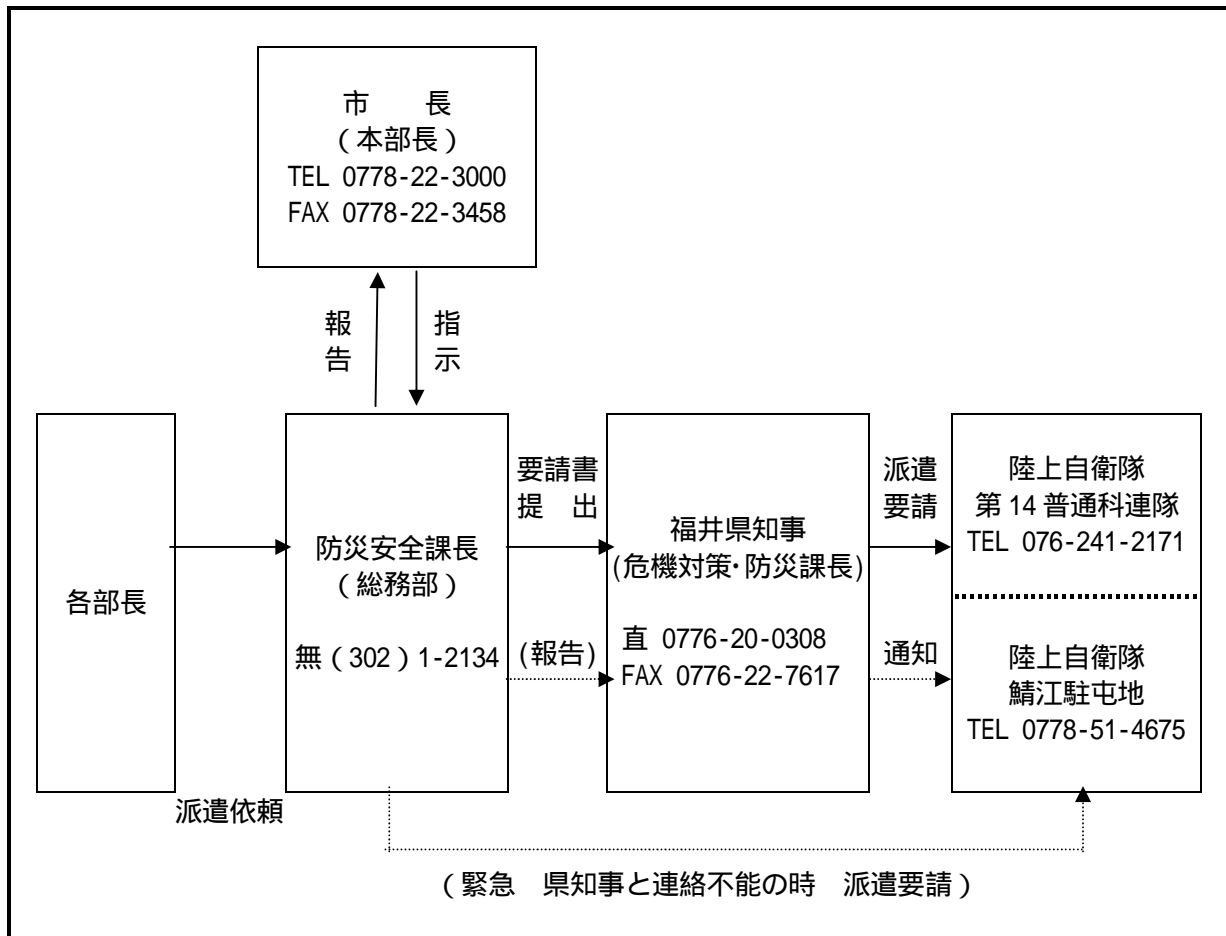 市　　長
（本部長）
TEL 0778-22-3000
FAX 0778-22-3458
報告
指示
各部長
派遣依頼
防災安全課長
（総務部）
無（302）1-2134
要請書
提　出
(報告)
福井県知事
(危機対策・防災課長)
直 0776-20-0308
FAX 0776-22-7617
派遣
要請
通知
陸上自衛隊
第 14 普通科連隊
TEL 076-241-2171
陸上自衛隊
鯖江駐屯地
TEL 0778-51-4675
（緊急　県知事と連絡不能の時　派遣要請）